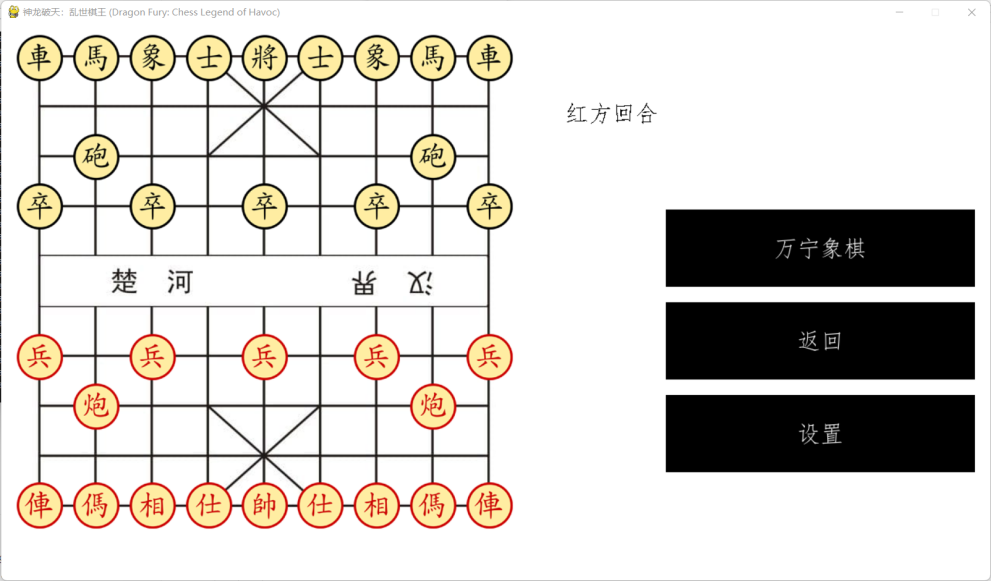 神龙破天：乱世棋王 (Dragon Fury: Chess Legend of Havoc)
車 馬 象 士 將 士 象 馬 車
红方回合
砲 砲
卒 卒 卒 卒 卒
万宁象棋
楚 河 汉 界
返回
兵 兵 兵 兵 兵
炮 炮
设置
俥 傌 相 仕 帥 仕 相 傌 俥